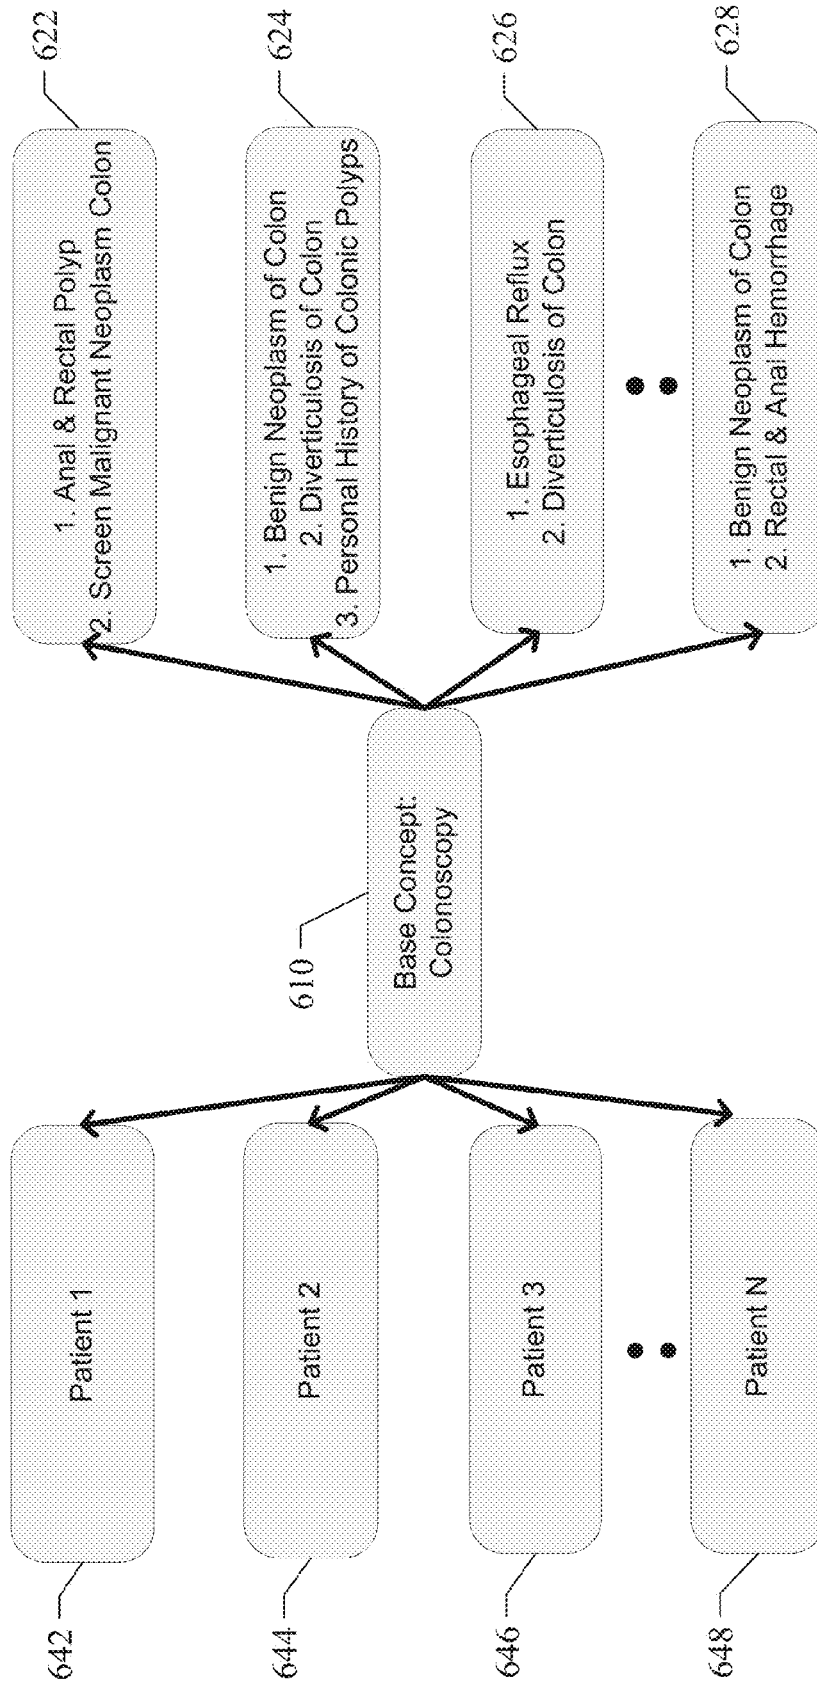 642
Patient 1
644
Patient 2
646
Patient 3
648
Patient N
610
Base Concept:
Colonoscopy
622
1. Anal & Rectal Polyp
2. Screen Malignant Neoplasm Colon
624
1. Benign Neoplasm of Colon
2. Diverticulosis of Colon
3. Personal History of Colonic Polyps
626
1. Esophageal Reflux
2. Diverticulosis of Colon
628
1. Benign Neoplasm of Colon
2. Rectal & Anal Hemorrhage